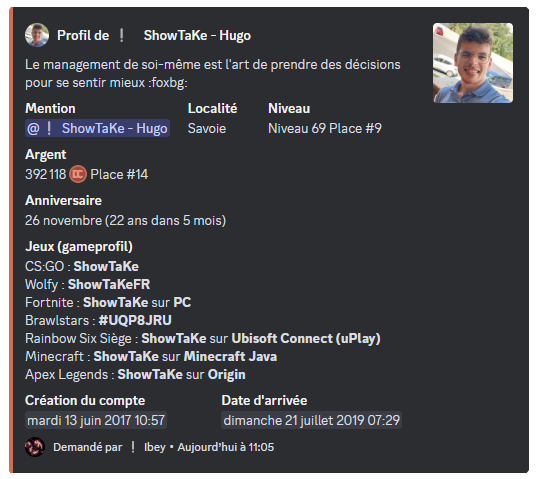 Profil de ❕ ShowTaKe - Hugo
Le management de soi-même est l'art de prendre des décisions
pour se sentir mieux :foxbg:
Mention Localité Niveau
@❕ ShowTaKe - Hugo Savoie Niveau 69 Place #9
Argent
392 118 Place #14
Anniversaire
26 novembre (22 ans dans 5 mois)
Jeux (gameprofil)
CS:GO : ShowTaKe
Wolfy : ShowTaKeFR
Fortnite : ShowTaKe sur PC
Brawlstars : #UQP8JRU
Rainbow Six Siège : ShowTaKe sur Ubisoft Connect (uPlay)
Minecraft : ShowTaKe sur Minecraft Java
Apex Legends : ShowTaKe sur Origin
Création du compte Date d'arrivée
mardi 13 juin 2017 10:57 dimanche 21 juillet 2019 07:29
Demandé par ❕ Ibey • Aujourd'hui à 11:05